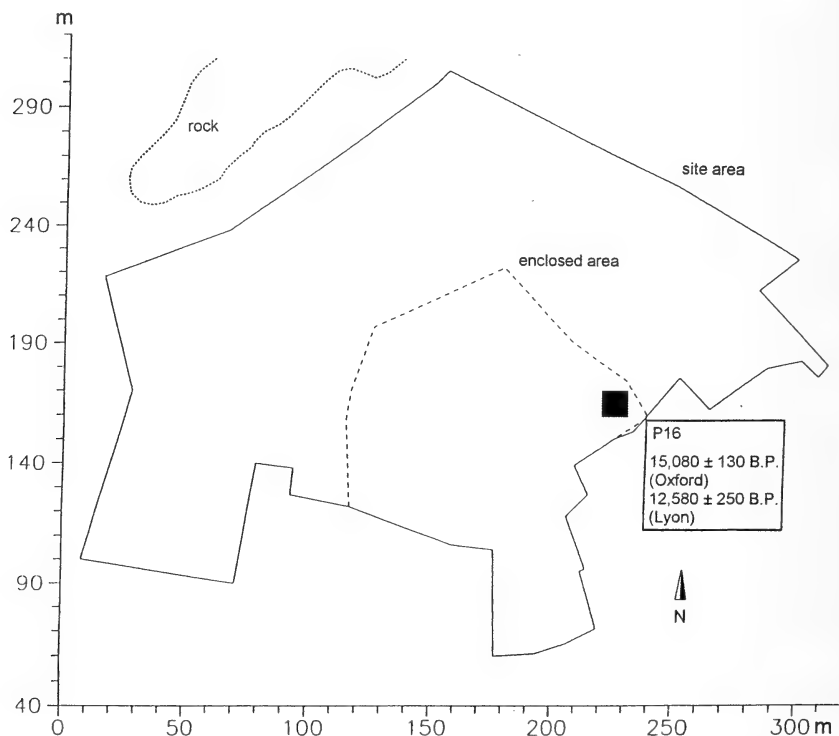 m
290
240
190
140
90
40
0
50
100
150
200
250
300 m
rock
site area
enclosed area
P16
15,080 ± 130 B.P.
(Oxford)
12,580 ± 250 B.P.
(Lyon)
N